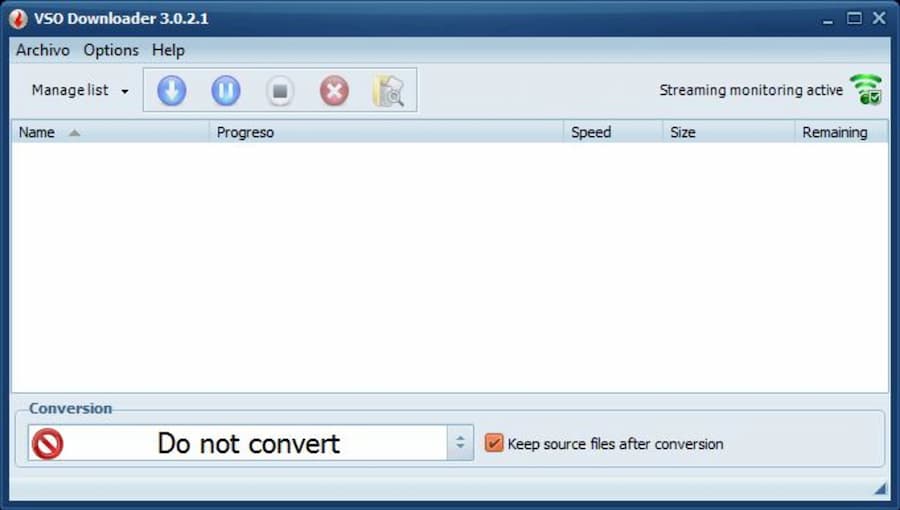 VSO Downloader 3.0.2.1
Archivo Options Help
Manage list Streaming monitoring active
Name Progreso Speed Size Remaining
Conversion
Do not convert Keep source files after conversion